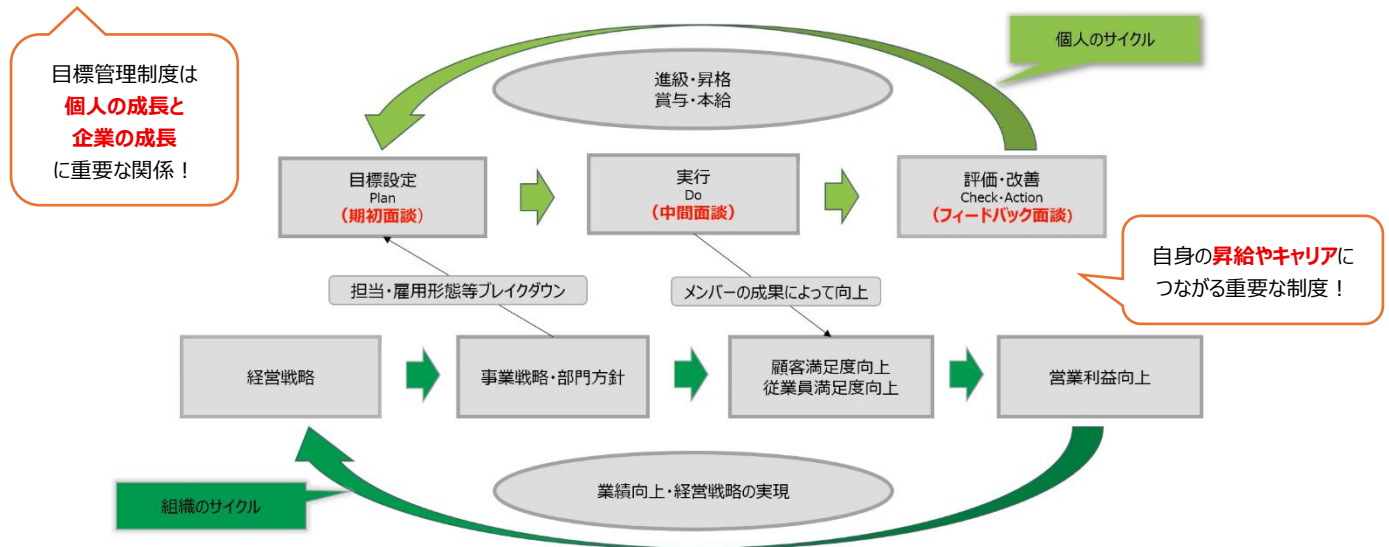 目標管理制度は
個人の成長と
企業の成長
に重要な関係！
個人のサイクル
進級・昇格
賞与・本給
目標設定
Plan
（期初面談）
実行
Do
（中間面談）
評価・改善
Check・Action
（フィードバック面談）
自身の昇給やキャリアに
つながる重要な制度！
担当・雇用形態等ブレイクダウン
メンバーの成果によって向上
経営戦略
事業戦略・部門方針
顧客満足度向上
従業員満足度向上
営業利益向上
組織のサイクル
業績向上・経営戦略の実現